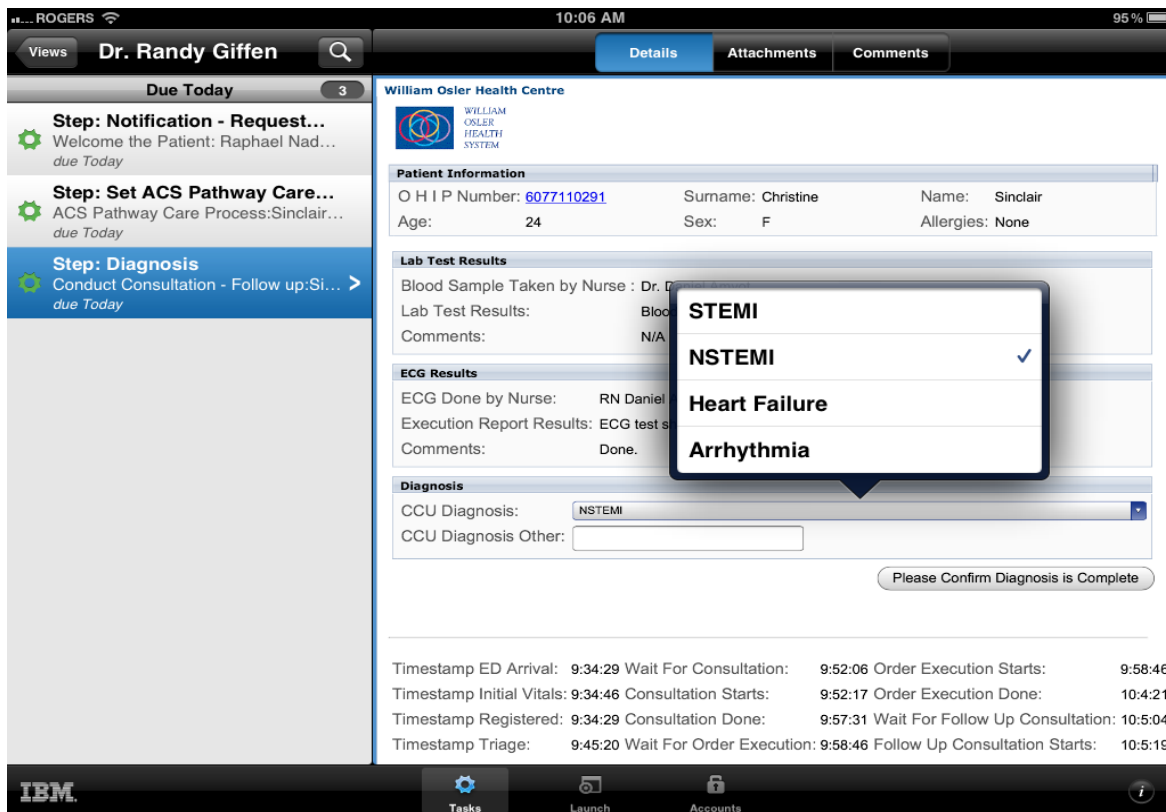 ROGERS 10:06 AM 95%
Views Dr. Randy Giffen
Details Attachments Comments
Due Today 3
Step: Notification - Request...
Welcome the Patient: Raphael Nad...
due Today
Step: Set ACS Pathway Care...
ACS Pathway Care Process:Sinclair...
due Today
Step: Diagnosis
Conduct Consultation - Follow up:Si...
due Today
William Osler Health Centre
WILLIAM
OSLER
HEALTH
SYSTEM
Patient Information
O H I P Number: 6077110291 Surname: Christine Name: Sinclair
Age: 24 Sex: F Allergies: None
Lab Test Results
Blood Sample Taken by Nurse : Dr.
Lab Test Results:
Comments: N/A
STEMI
NSTEMI
Heart Failure
Arrhythmia
ECG Results
ECG Done by Nurse: RN Daniel
Execution Report Results: ECG test
Comments: Done.
Diagnosis
CCU Diagnosis: NSTEMI
CCU Diagnosis Other:
Please Confirm Diagnosis is Complete
Timestamp ED Arrival: 9:34:29 Wait For Consultation: 9:52:06 Order Execution Starts: 9:58:46
Timestamp Initial Vitals: 9:34:46 Consultation Starts: 9:52:17 Order Execution Done: 10:4:21
Timestamp Registered: 9:34:29 Consultation Done: 9:57:31 Wait For Follow Up Consultation: 10:5:04
Timestamp Triage: 9:45:20 Wait For Order Execution: 9:58:46 Follow Up Consultation Starts: 10:5:19
IBM.
Tasks Launch Accounts